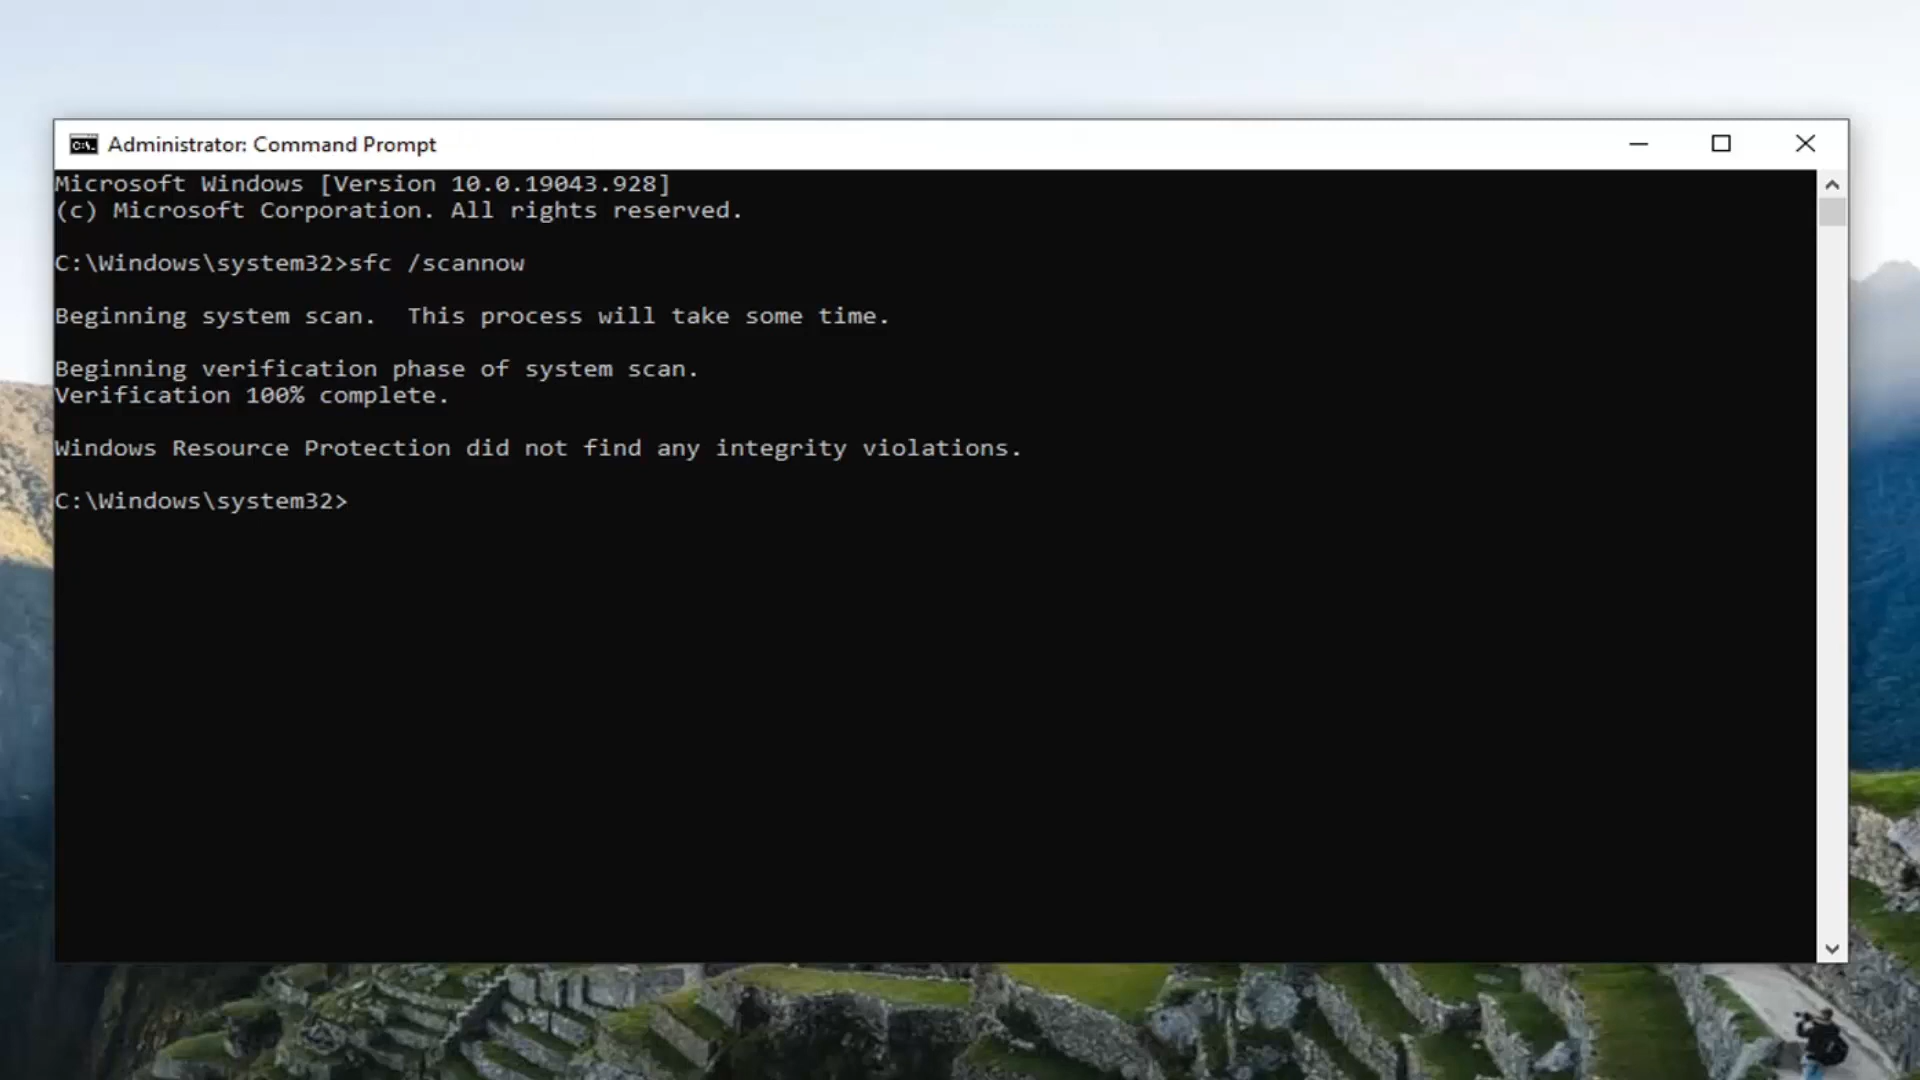 Administrator: Command Prompt
Microsoft Windows [Version 10.0.19043.928]
(c) Microsoft Corporation. All rights reserved.
C:\Windows\system32>sfc /scannow
Beginning system scan.  This process will take some time.
Beginning verification phase of system scan.
Verification 100% complete.
Windows Resource Protection did not find any integrity violations.
C:\Windows\system32>